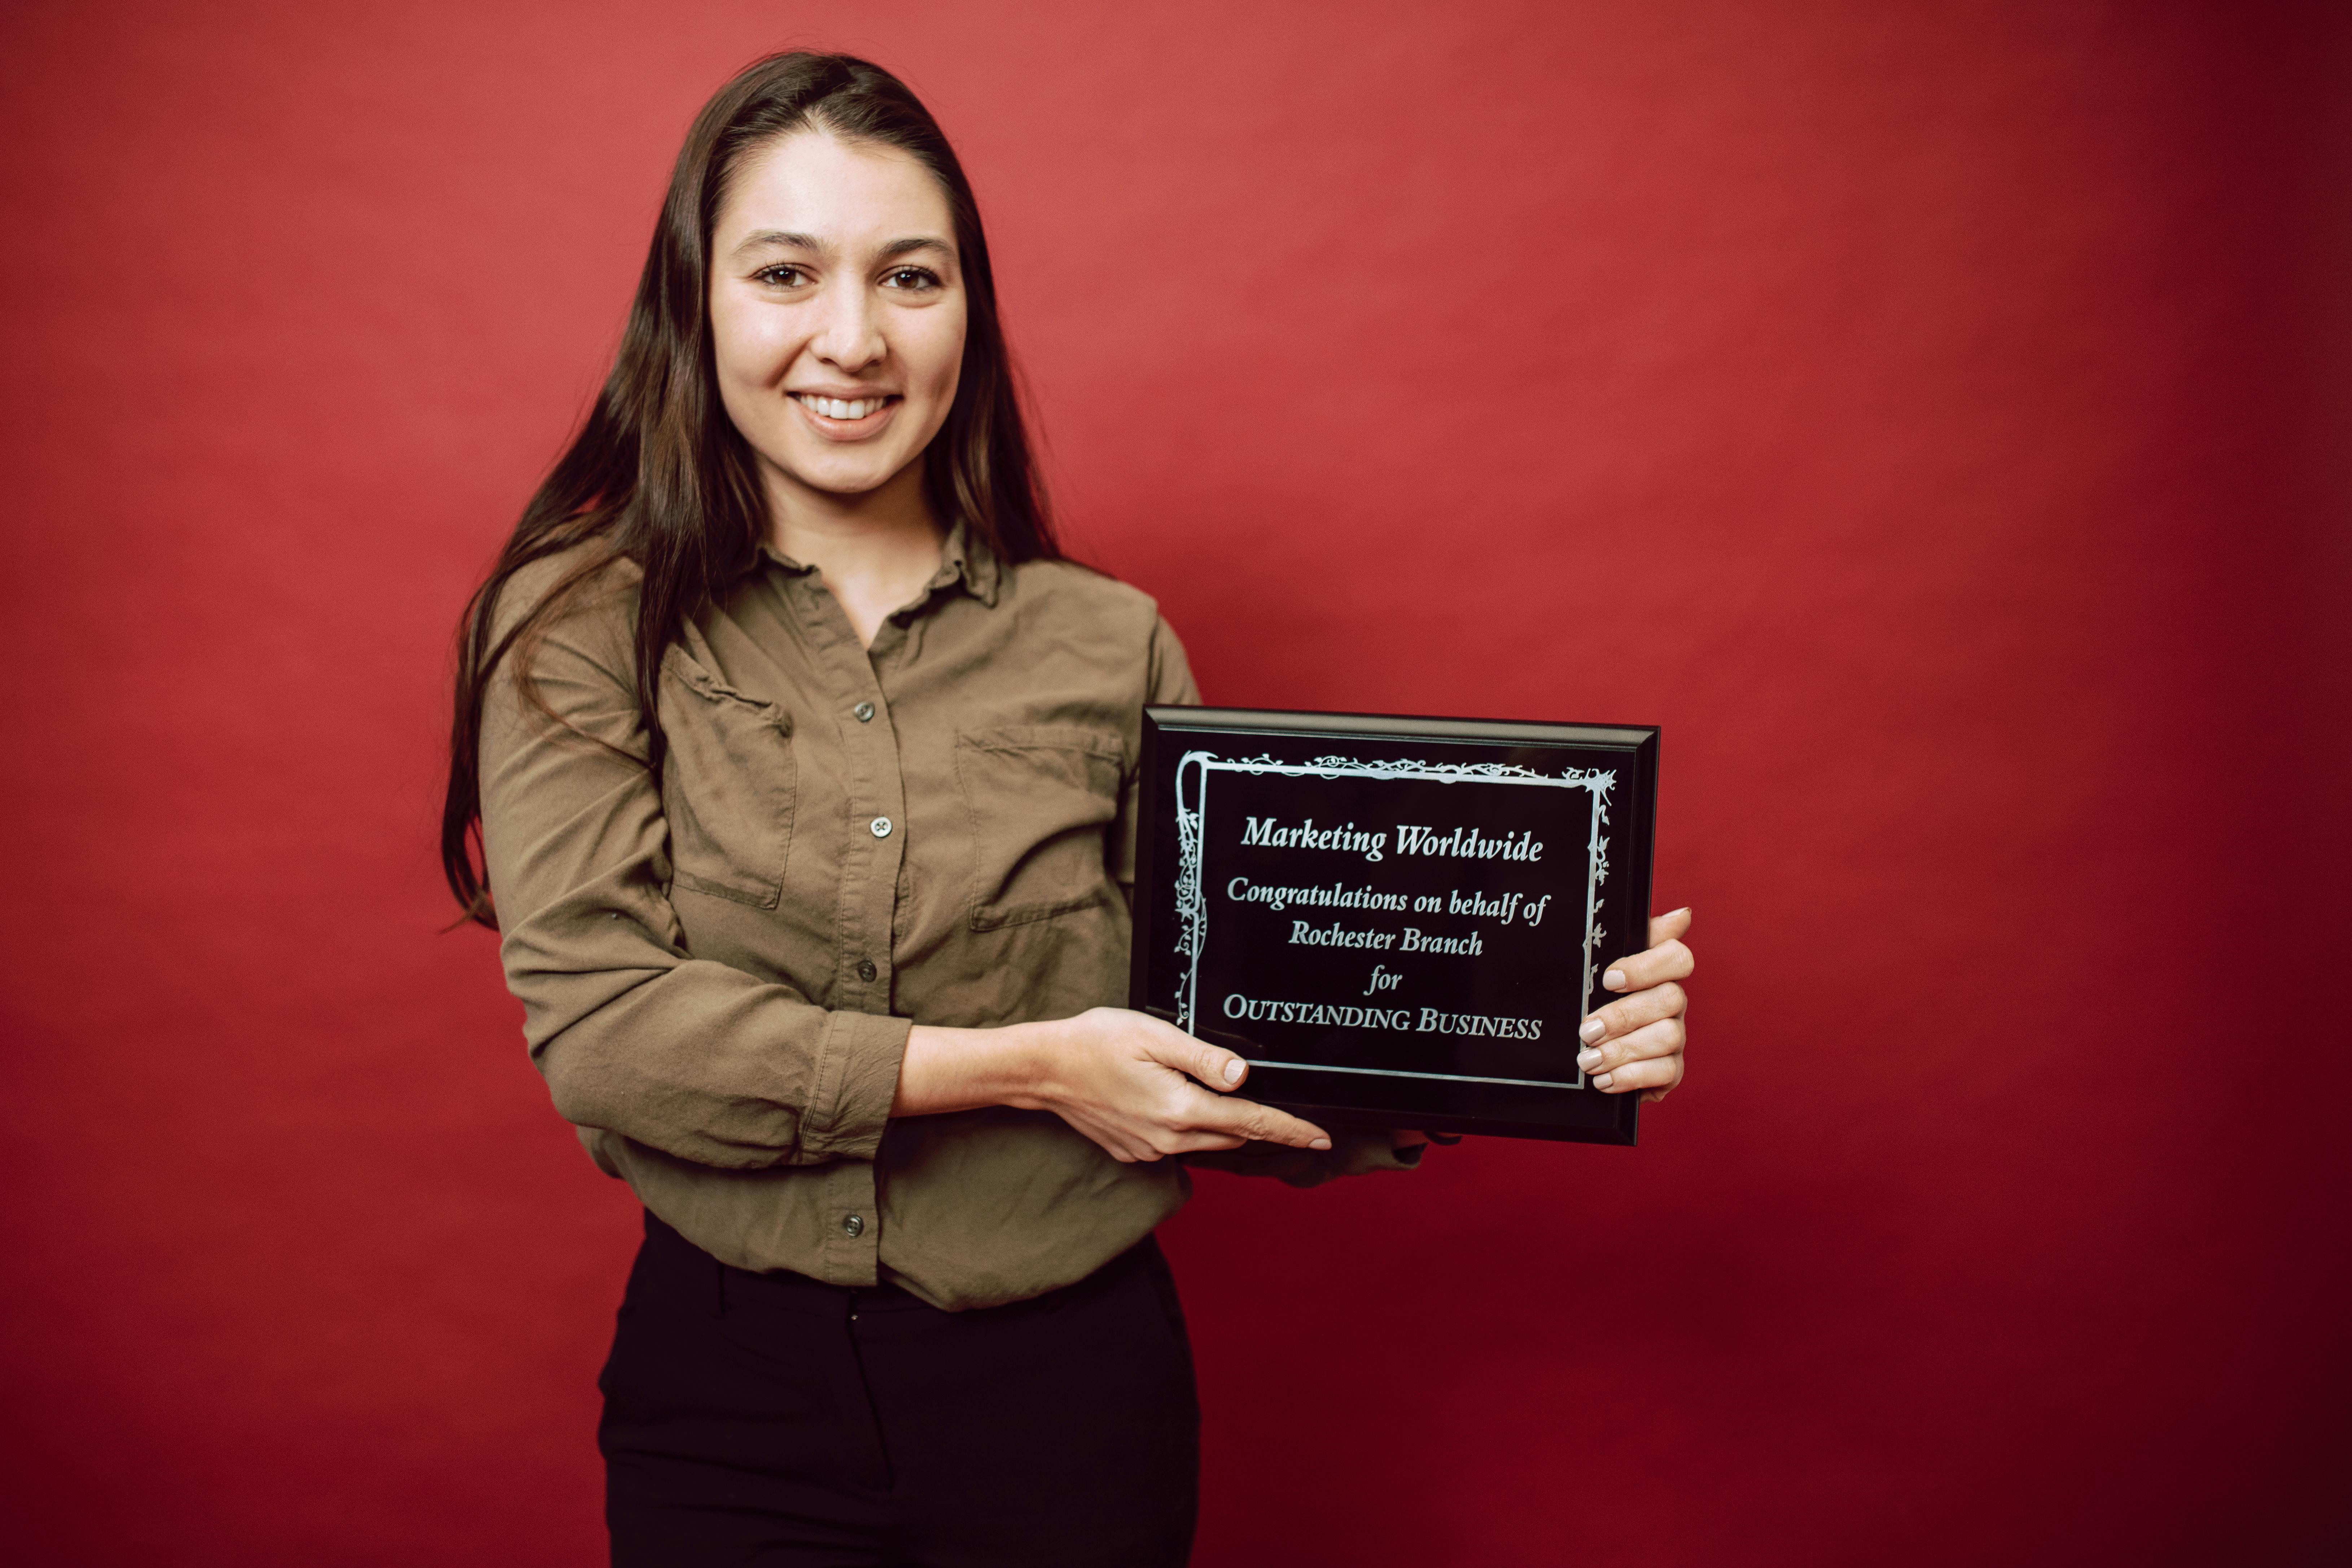 Marketing Worldwide
Congratulations on behalf of
Rochester Branch
for
OUTSTANDING BUSINESS